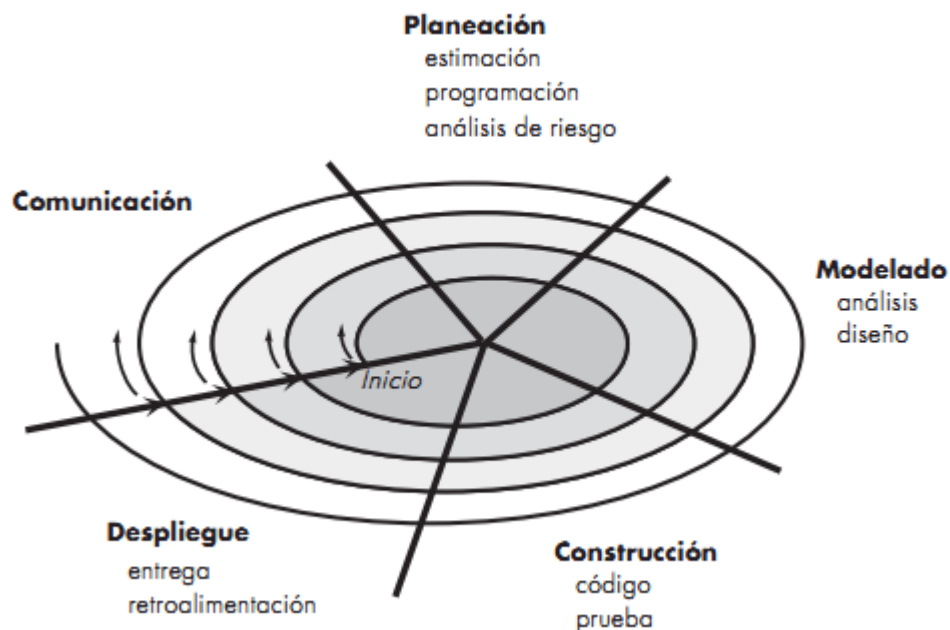 Planeación
estimación
programación
análisis de riesgo
Comunicación
Modelado
análisis
diseño
Inicio
Despliegue
entrega
retroalimentación
Construcción
código
prueba